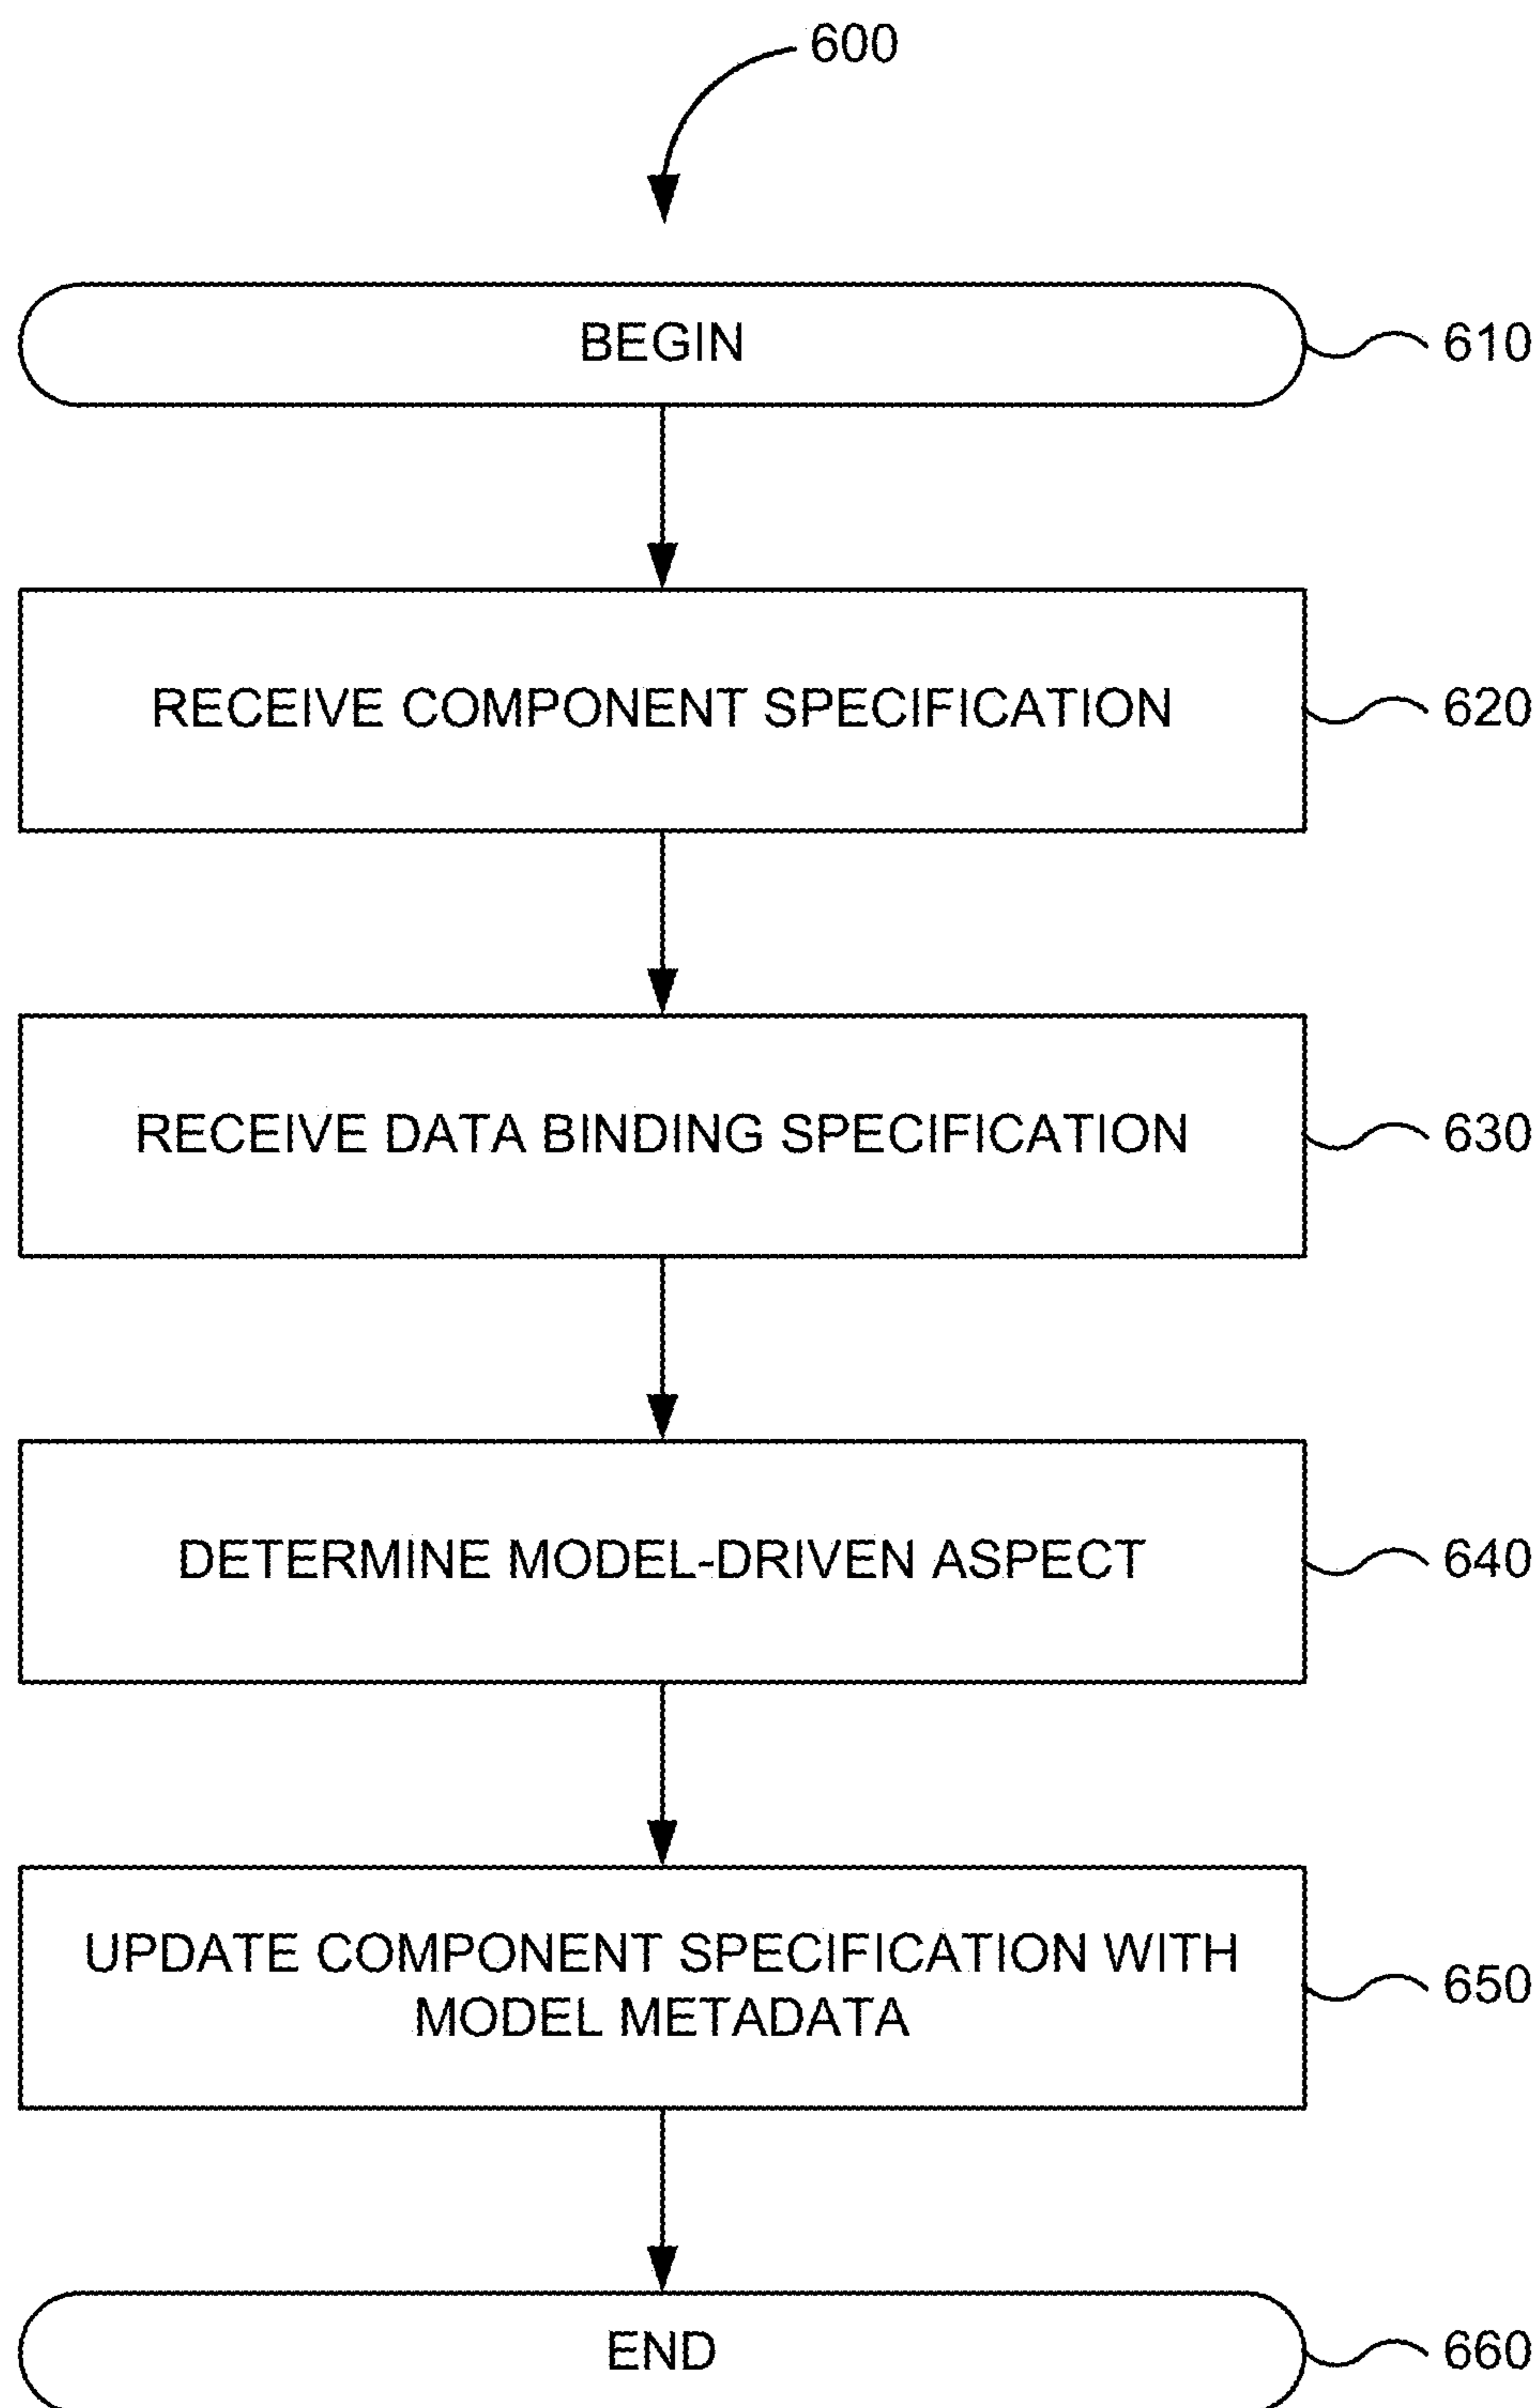 600
BEGIN
610
RECEIVE COMPONENT SPECIFICATION
620
RECEIVE DATA BINDING SPECIFICATION
630
DETERMINE MODEL-DRIVEN ASPECT
640
UPDATE COMPONENT SPECIFICATION WITH
MODEL METADATA
650
END
660